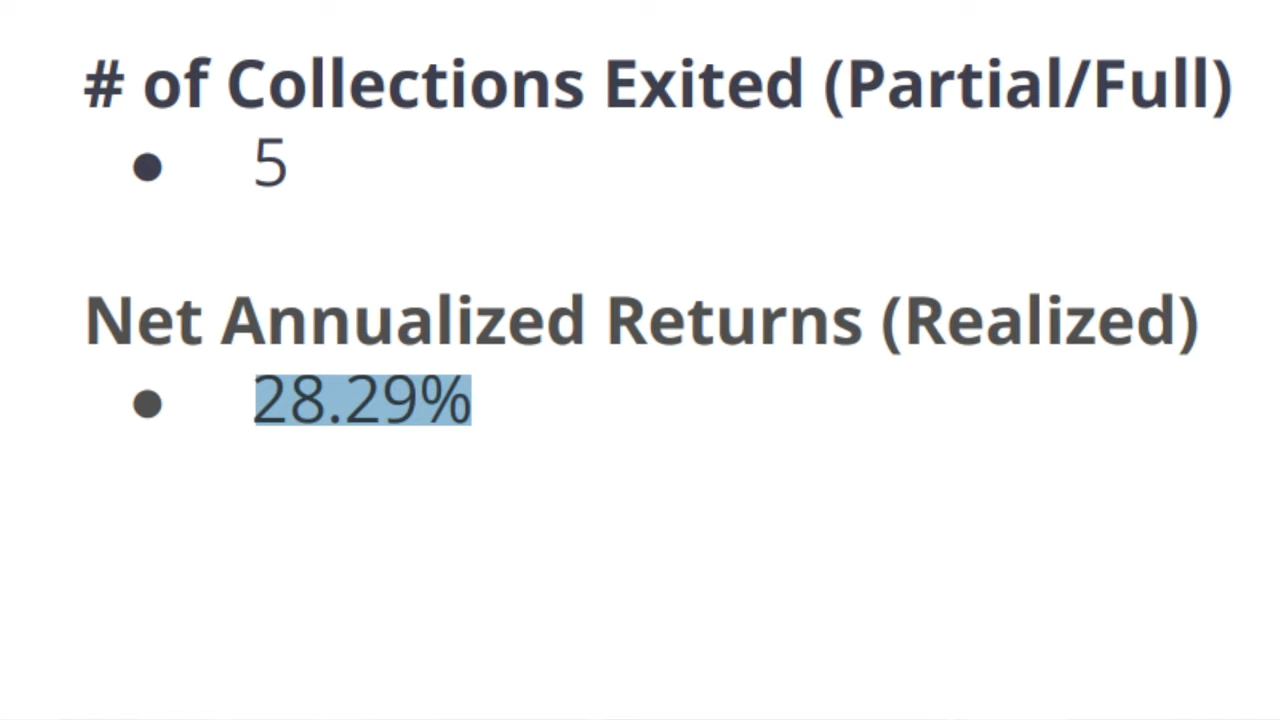 # of Collections Exited (Partial/Full)
● 5
Net Annualized Returns (Realized)
● 28.29%